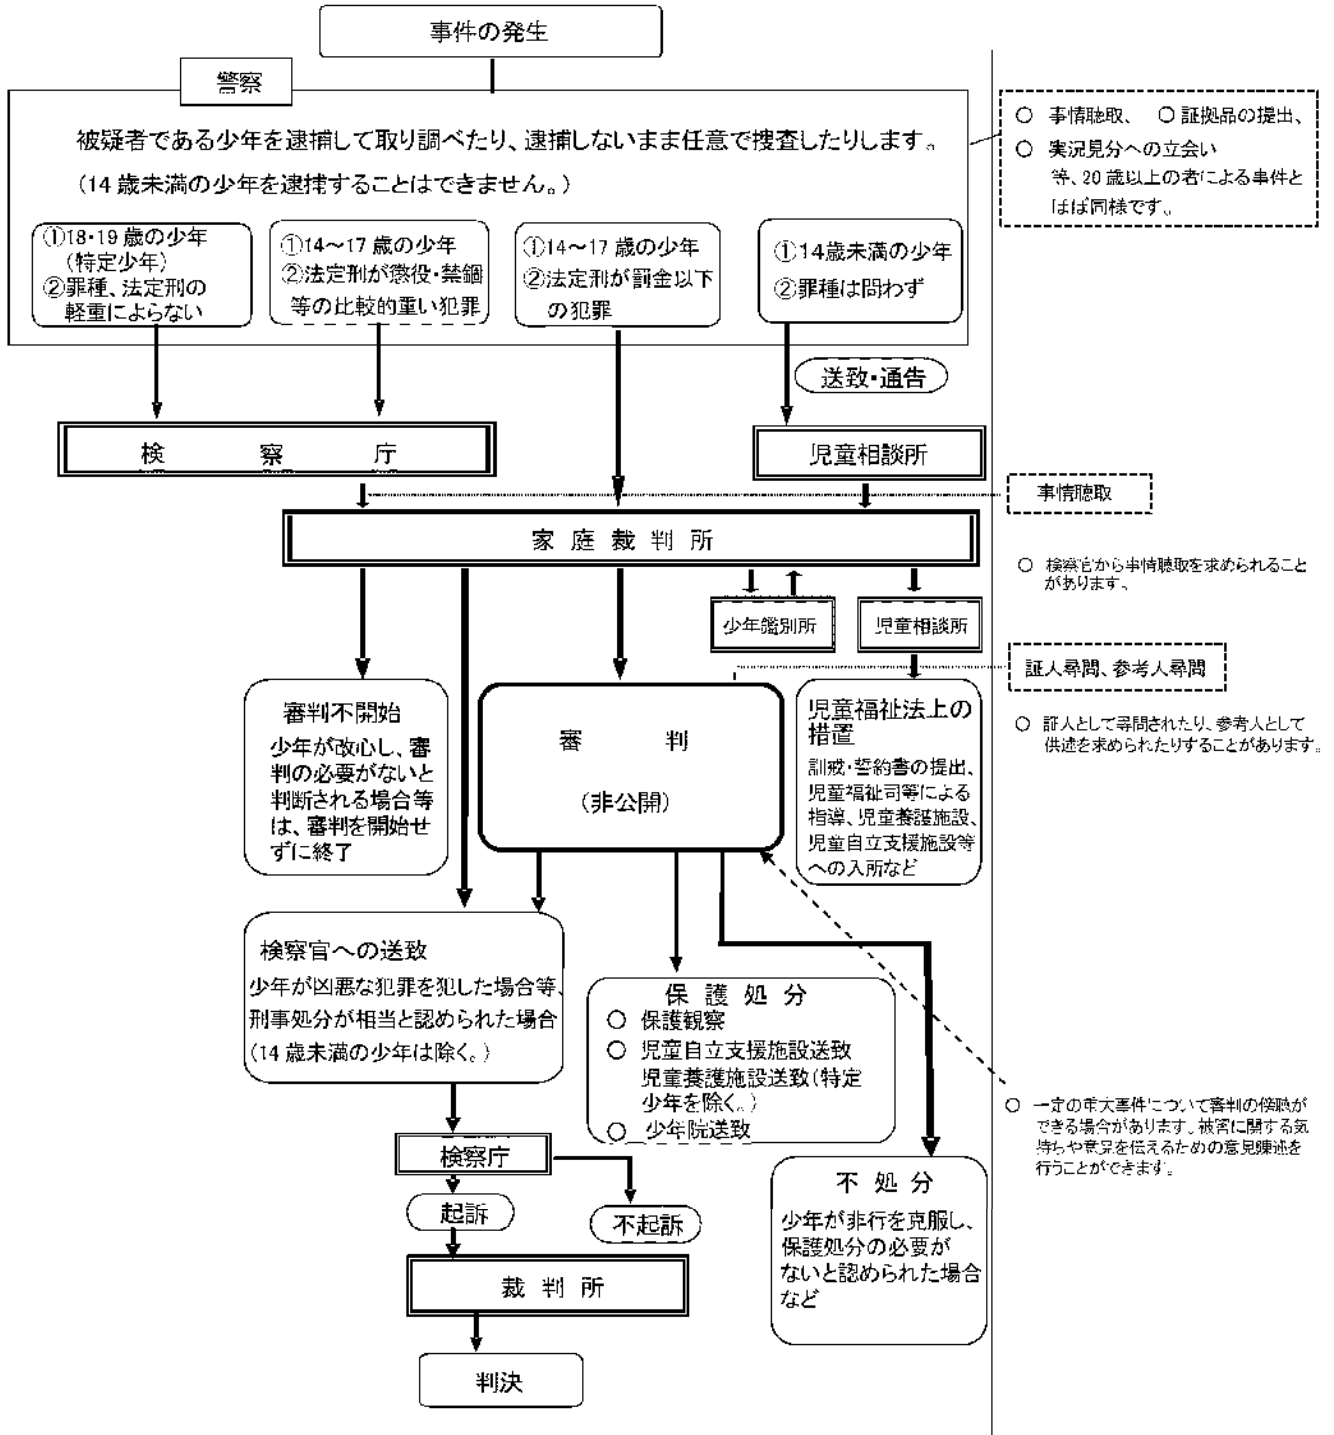 事件の発生
警察
被疑者である少年を逮捕して取り調べたり、逮捕しないまま任意で捜査したりします。
(14歳未満の少年を逮捕することはできません。)
①18・19歳の少年
(特定少年)
②罪種、法定刑の
軽重によらない
①14～17歳の少年
②法定刑が懲役・禁錮
等の比較的重い犯罪
①14～17歳の少年
②法定刑が罰金以下
の犯罪
①14歳未満の少年
②罪種は問わず
○ 事情聴取、 ○証拠品の提出、
○ 実況見分への立会い
等、20歳以上の者による事件と
ほぼ同様です。
送致・通告
検察庁
児童相談所
事情聴取
家庭裁判所
○ 検察官から事情聴取を求められること
があります。
少年鑑別所
児童相談所
証人尋問、参考人尋問
○ 証人として尋問されたり、参考人として
供述を求められたりすることがあります。
審判不開始
少年が改心し、審
判の必要がないと
判断される場合等
は、審判を開始せ
ずに終了
審判
(非公開)
児童福祉法上の
措置
訓戒・誓約書の提出、
児童福祉司等による
指導、児童養護施設、
児童自立支援施設等
への入所など
検察官への送致
少年が凶悪な犯罪を犯した場合等、
刑事処分が相当と認められた場合
(14歳未満の少年は除く。)
保護処分
○ 保護観察
○ 児童自立支援施設送致
児童養護施設送致(特定
少年を除く。)
○ 少年院送致
○ 一定の重大事件について審判の傍聴が
できる場合があります。被害に関する気
持ちや意見を伝えるための意見陳述を
行うことができます。
検察庁
起訴
不起訴
不処分
少年が非行を克服し、
保護処分の必要が
ないと認められた場合
など
裁判所
判決